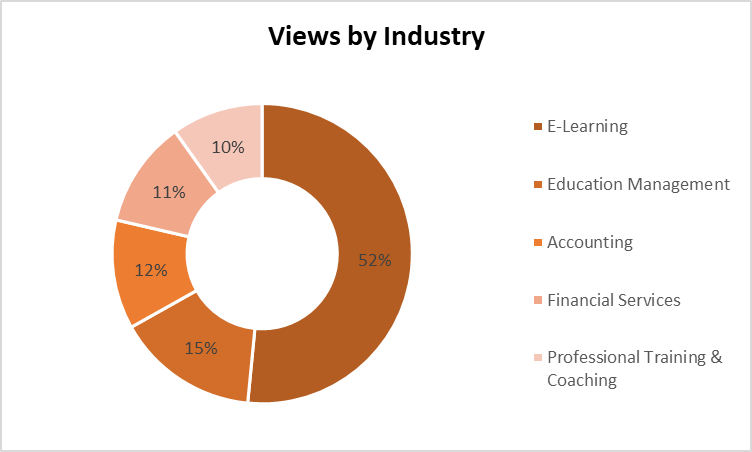 Views by Industry
10%
11%
52%
12%
15%
E-Learning
Education Management
Accounting
Financial Services
Professional Training &
Coaching